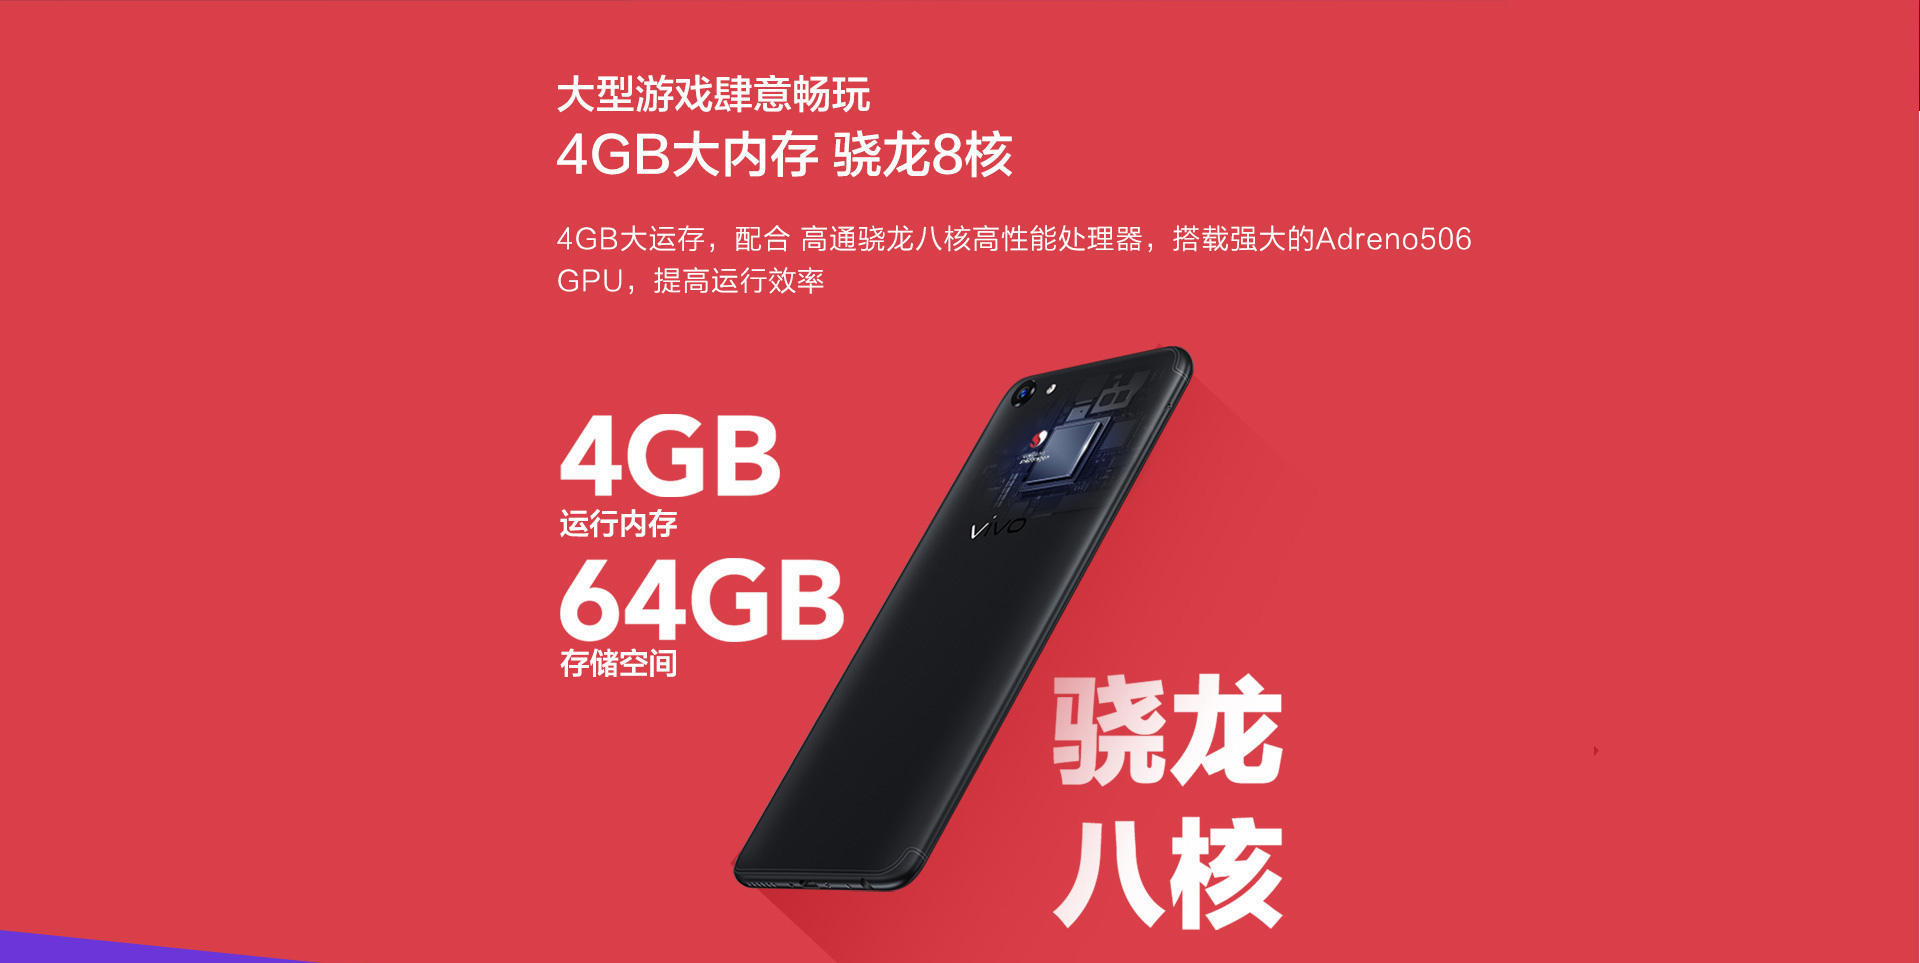 大型游戏肆意畅玩
4GB大内存 骁龙8核
4GB大运存，配合 高通骁龙八核高性能处理器，搭载强大的Adreno506
GPU，提高运行效率
4GB
运行内存
64GB
存储空间
vivo
骁龙
八核